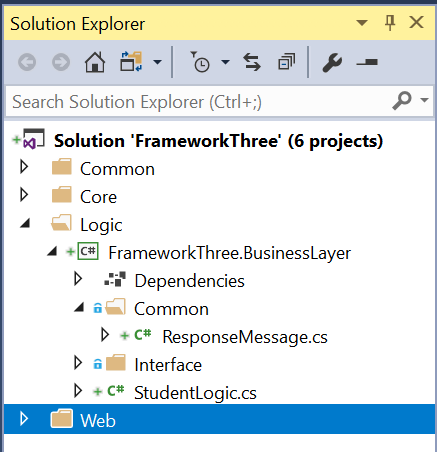 Solution Explorer
Search Solution Explorer (Ctrl+;)
Solution 'FrameworkThree' (6 projects)
Common
Core
Logic
C# FrameworkThree.BusinessLayer
Dependencies
Common
C# ResponseMessage.cs
Interface
C# StudentLogic.cs
Web